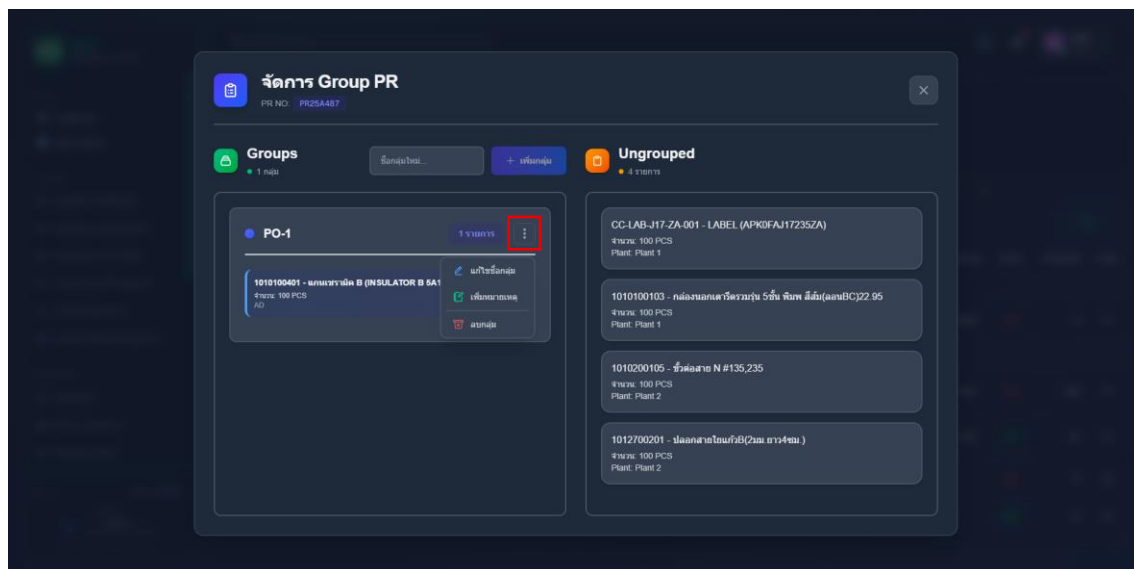 จัดการ Group PR
PR NO: PR25A487
Groups
1 กลุ่ม
ชื่อกลุ่มใหม่...
+ เพิ่มกลุ่ม
PO-1
1 รายการ
1010100401 - แกนเซรามิค B (INSULATOR B 5A1
จำนวน: 100 PCS
AD
แก้ไขชื่อกลุ่ม
เพิ่มหมายเหตุ
ลบกลุ่ม
Ungrouped
4 รายการ
CC-LAB-J17-ZA-001 - LABEL (APK0FAJ17235ZA)
จำนวน: 100 PCS
Plant: Plant 1
1010100103 - กล่องนอกเตารีดรวมรุ่น 5ชั้น พิมพ์ สีส้ม(ลอนBC)22.95
จำนวน: 100 PCS
Plant: Plant 1
1010200105 - ขั้วต่อสาย N #135,235
จำนวน: 100 PCS
Plant: Plant 2
1012700201 - ปลอกสายใยแก้วB(2มม.ยาว4ซม.)
จำนวน: 100 PCS
Plant: Plant 2